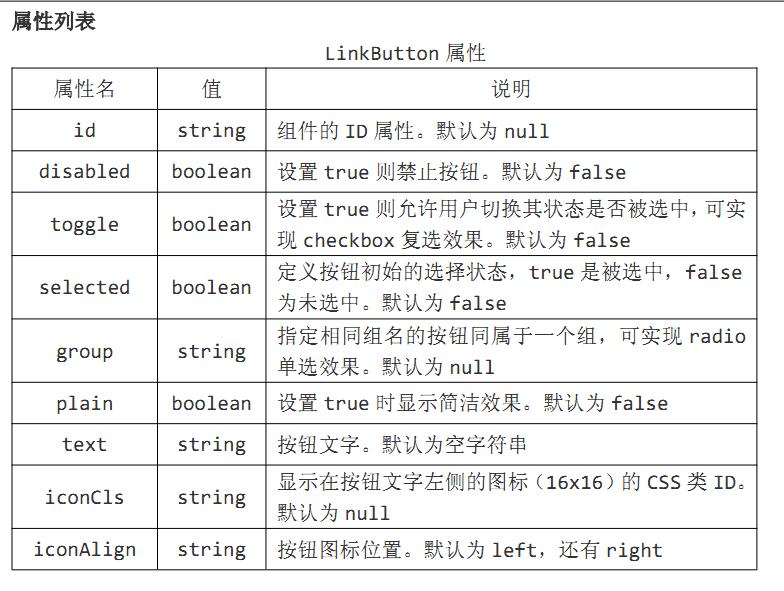 属性列表
LinkButton 属性
属性名 值 说明
id string 组件的 ID 属性。默认为 null
disabled boolean 设置 true 则禁止按钮。默认为 false
toggle boolean 设置 true 则允许用户切换其状态是否被选中，可实
现 checkbox 复选效果。默认为 false
selected boolean 定义按钮初始的选择状态，true 是被选中，false
为未选中。默认为 false
group string 指定相同组名的按钮同属于一个组，可实现 radio
单选效果。默认为 null
plain boolean 设置 true 时显示简洁效果。默认为 false
text string 按钮文字。默认为空字符串
iconCls string 显示在按钮文字左侧的图标（16x16）的 CSS 类 ID。
默认为 null
iconAlign string 按钮图标位置。默认为 left，还有 right